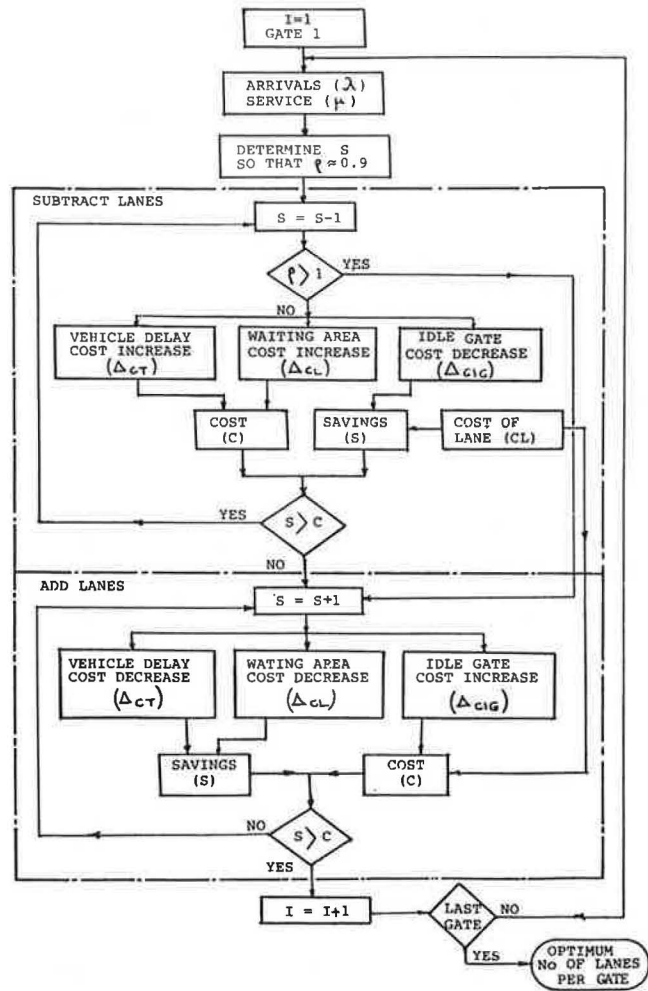 I=1
GATE 1
ARRIVALS (λ)
SERVICE (μ)
DETERMINE S
SO THAT ρ ≈ 0.9
SUBTRACT LANES
S = S-1
ρ > 1
YES
NO
VEHICLE DELAY
COST INCREASE
(ΔCT)
WAITING AREA
COST INCREASE
(ΔCL)
IDLE GATE
COST DECREASE
(ΔCIG)
COST
(C)
SAVINGS
(S)
COST OF
LANE (CL)
YES
S > C
NO
ADD LANES
S = S+1
VEHICLE DELAY
COST DECREASE
(ΔCT)
WATING AREA
COST DECREASE
(ΔCL)
IDLE GATE
COST INCREASE
(ΔCIG)
SAVINGS
(S)
COST
(C)
NO
S > C
YES
I = I+1
LAST
GATE
NO
YES
OPTIMUM
No OF LANES
PER GATE